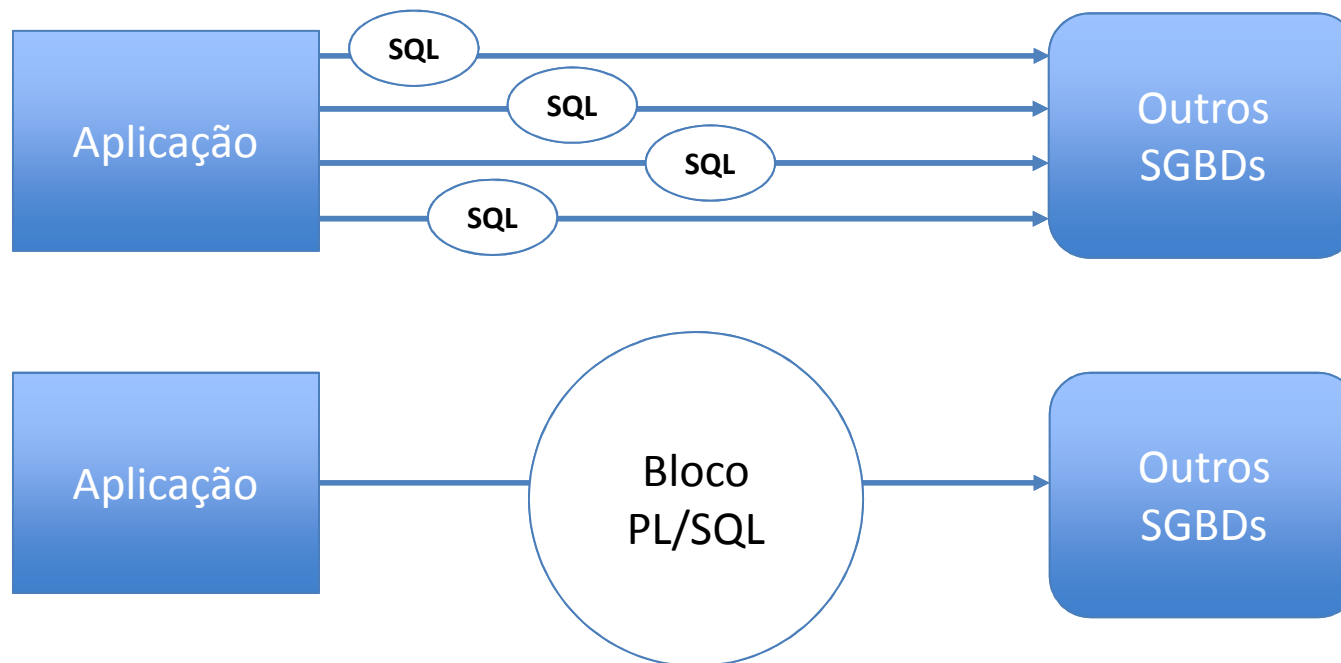 SQL
SQL
Aplicação
Outros
SGBDs
SQL
SQL
Aplicação
Bloco
PL/SQL
Outros
SGBDs